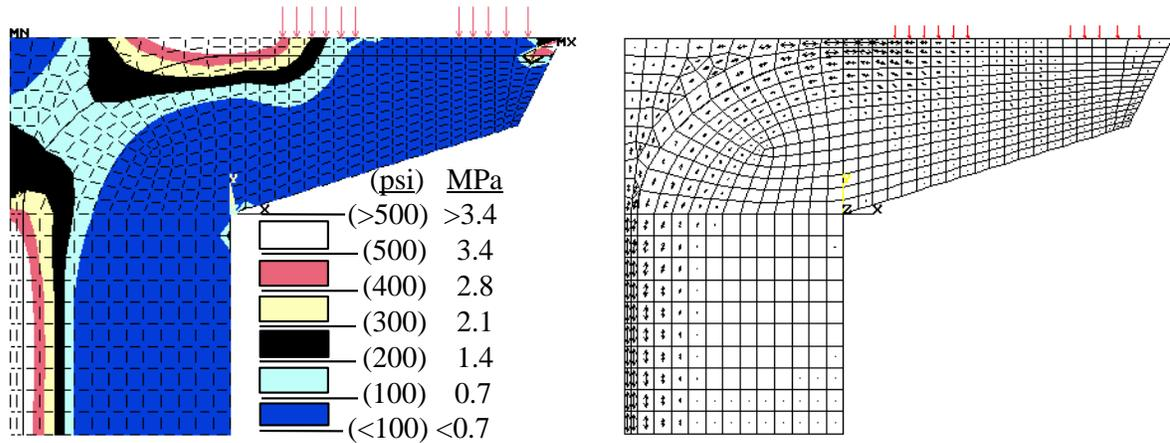 MN
MX
Y
X
(psi) MPa
(>500) >3.4
(500) 3.4
(400) 2.8
(300) 2.1
(200) 1.4
(100) 0.7
(<100) <0.7
Y
Z X